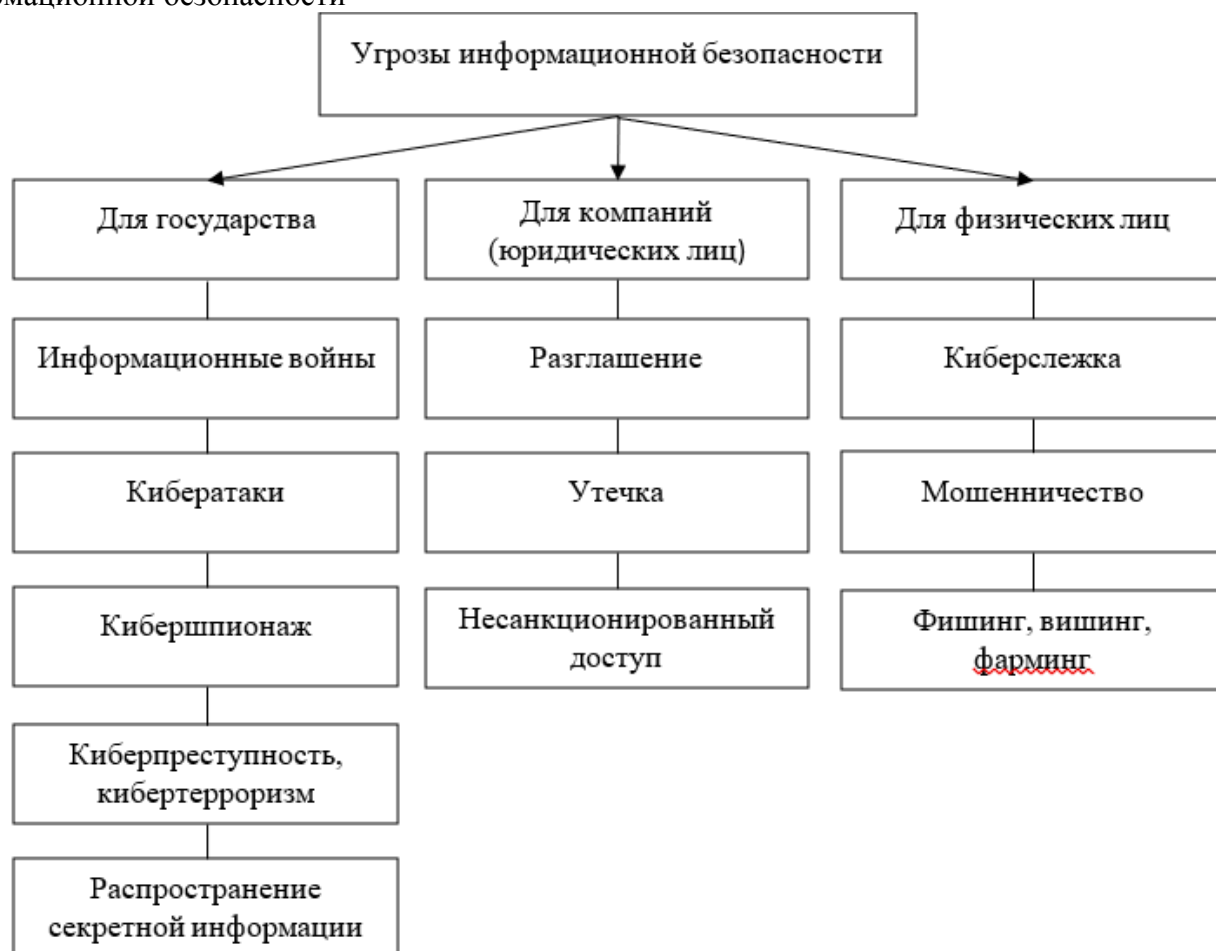 Угрозы информационной безопасности
Для государства
Информационные войны
Кибератаки
Кибершпионаж
Киберпреступность,
кибертерроризм
Распространение
секретной информации
Для компаний
(юридических лиц)
Разглашение
Утечка
Несанкционированный
доступ
Для физических лиц
Киберслежка
Мошенничество
Фишинг, вишинг,
фарминг